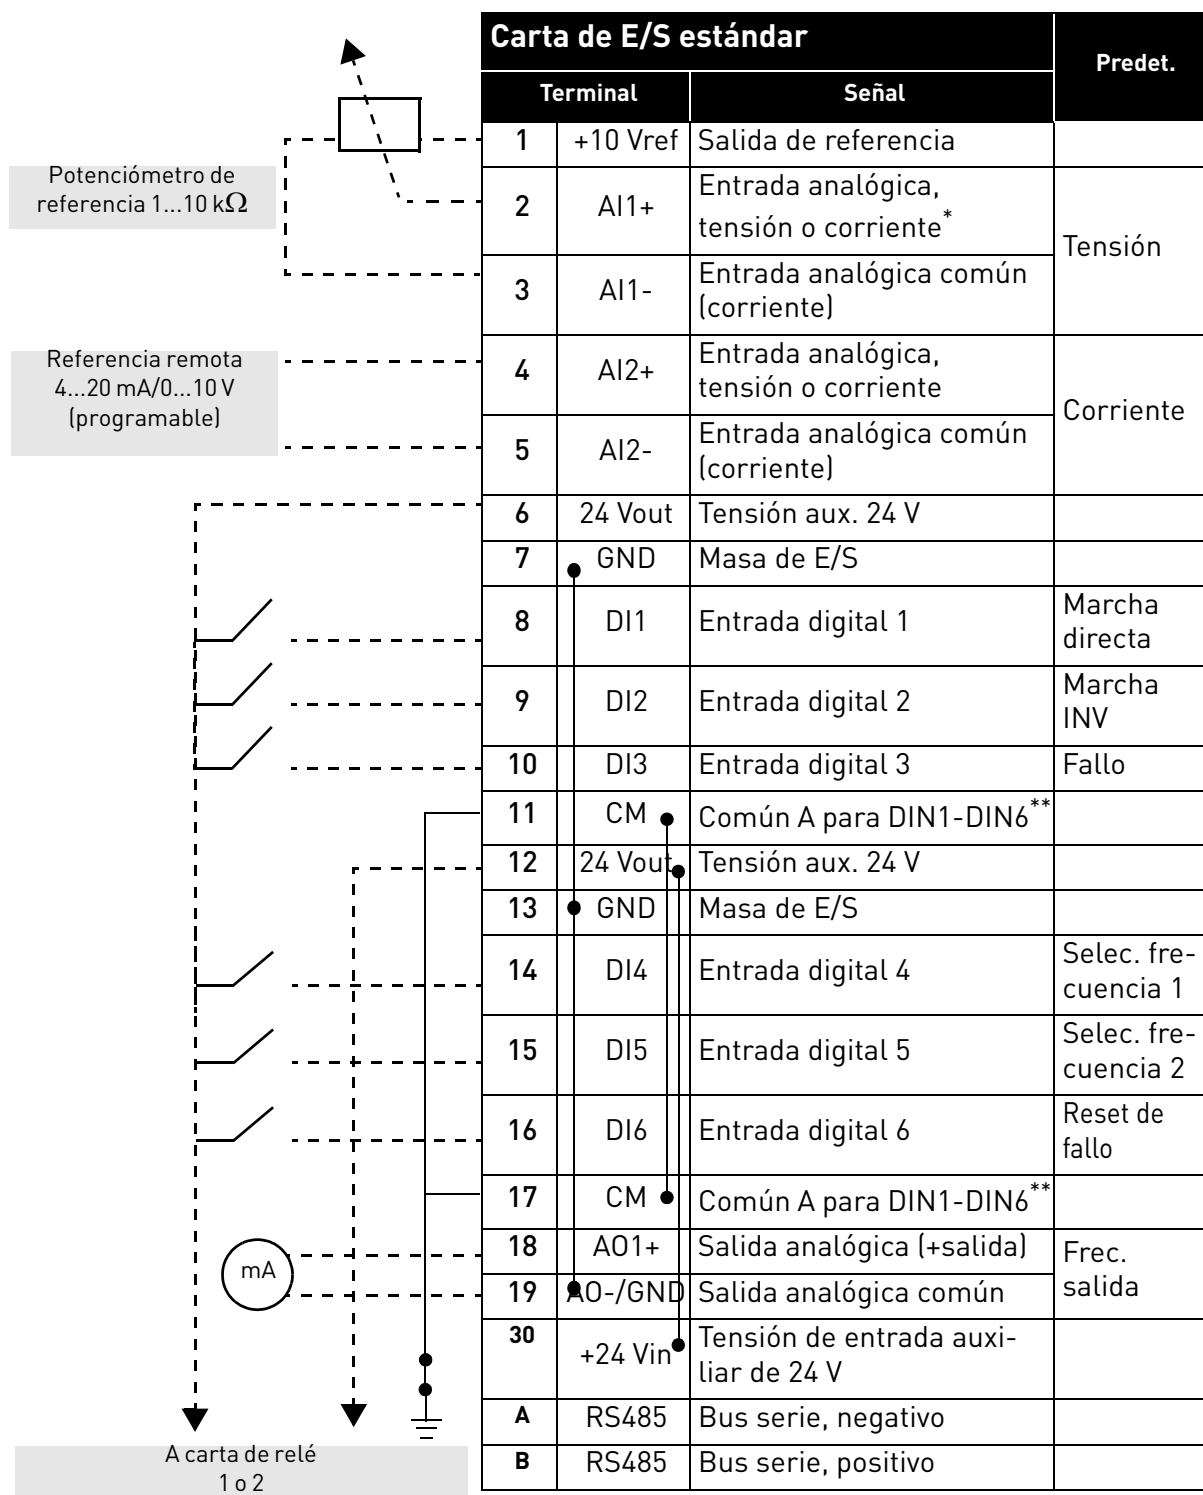 Carta de E/S estándar
Predet.
Terminal Señal
1 +10 Vref Salida de referencia
Potenciómetro de
referencia 1...10 kΩ
2 AI1+ Entrada analógica,
tensión o corriente*
Tensión
3 AI1- Entrada analógica común
(corriente)
Referencia remota
4...20 mA/0...10 V
(programable)
4 AI2+ Entrada analógica,
tensión o corriente
Corriente
5 AI2- Entrada analógica común
(corriente)
6 24 Vout Tensión aux. 24 V
7 GND Masa de E/S
8 DI1 Entrada digital 1 Marcha
directa
9 DI2 Entrada digital 2 Marcha
INV
10 DI3 Entrada digital 3 Fallo
11 CM Común A para DIN1-DIN6**
12 24 Vout Tensión aux. 24 V
13 GND Masa de E/S
14 DI4 Entrada digital 4 Selec. fre-
cuencia 1
15 DI5 Entrada digital 5 Selec. fre-
cuencia 2
16 DI6 Entrada digital 6 Reset de
fallo
17 CM Común A para DIN1-DIN6**
18 AO1+ Salida analógica (+salida) Frec.
salida
mA
19 AO-/GND Salida analógica común
30 +24 Vin Tensión de entrada auxi-
liar de 24 V
A RS485 Bus serie, negativo
B RS485 Bus serie, positivo
A carta de relé
1 o 2